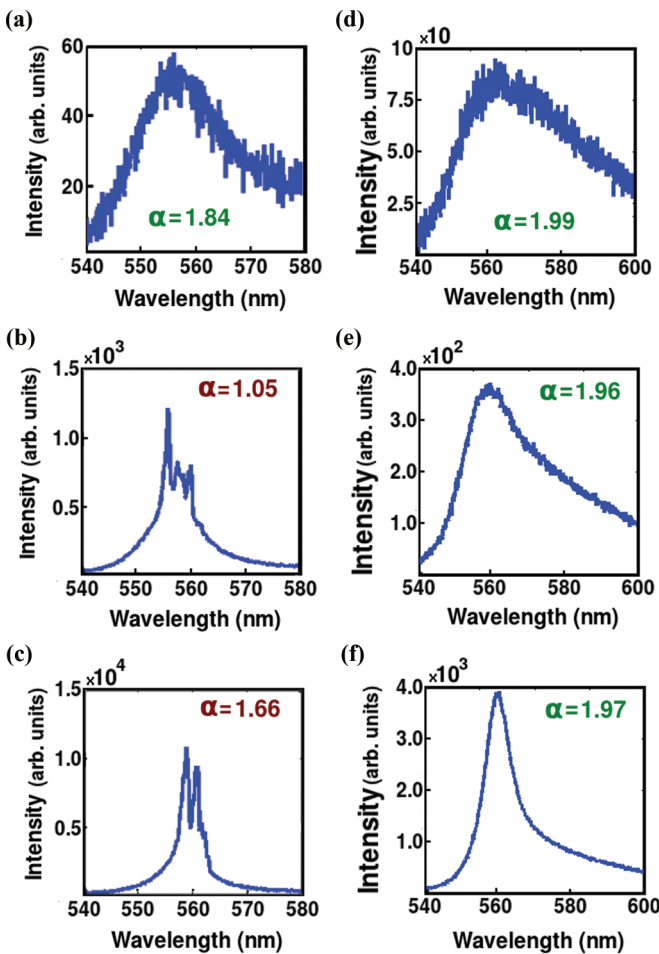 (a)
60
40
20
Intensity (arb. units)
α=1.84
540 550 560 570 580
Wavelength (nm)
(d)
×10
10
7.5
5.0
2.5
Intensity (arb. units)
α=1.99
540 560 580 600
Wavelength (nm)
(b)
×10³
1.5
1.0
0.5
Intensity (arb. units)
α=1.05
540 550 560 570 580
Wavelength (nm)
(e)
×10²
4.0
3.0
2.0
1.0
Intensity (arb. units)
α=1.96
540 560 580 600
Wavelength (nm)
(c)
×10⁴
1.5
1.0
0.5
Intensity (arb. units)
α=1.66
540 550 560 570 580
Wavelength (nm)
(f)
×10³
4.0
3.0
2.0
1.0
Intensity (arb. units)
α=1.97
540 560 580 600
Wavelength (nm)